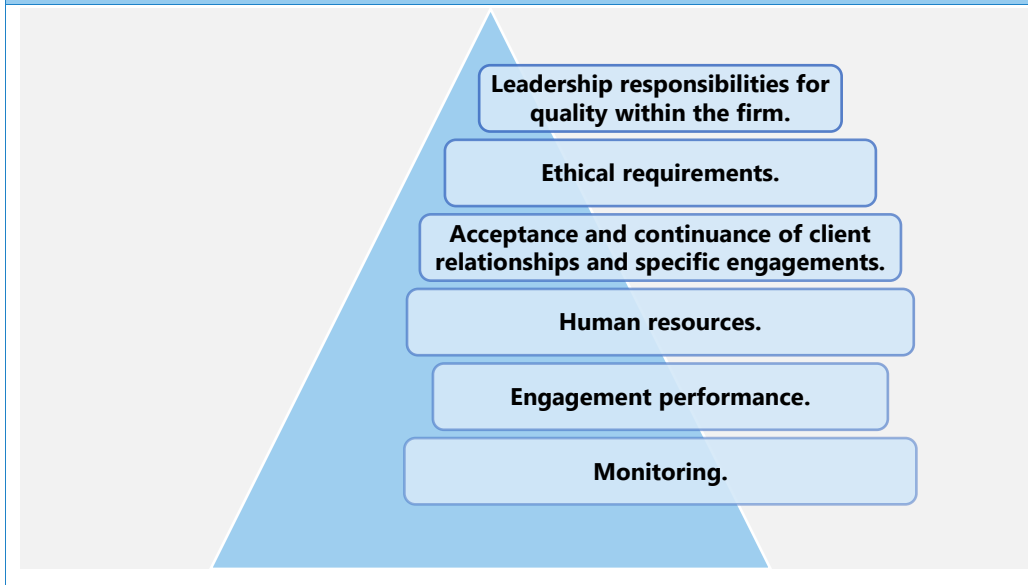 Leadership responsibilities for
quality within the firm.
Ethical requirements.
Acceptance and continuance of client
relationships and specific engagements.
Human resources.
Engagement performance.
Monitoring.